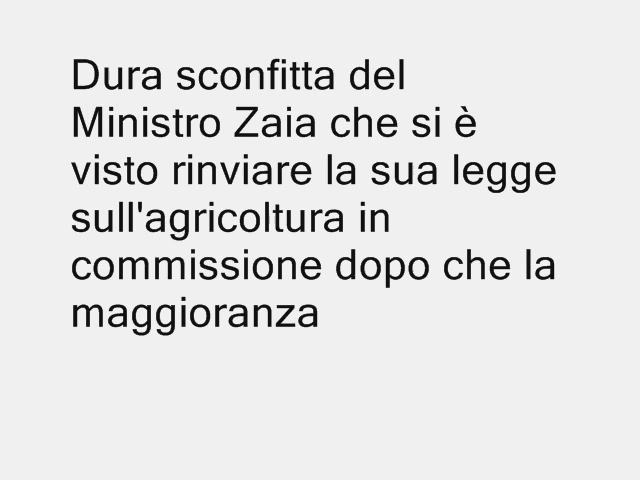 Dura sconfitta del
Ministro Zaia che si è
visto rinviare la sua legge
sull'agricoltura in
commissione dopo che la
maggioranza